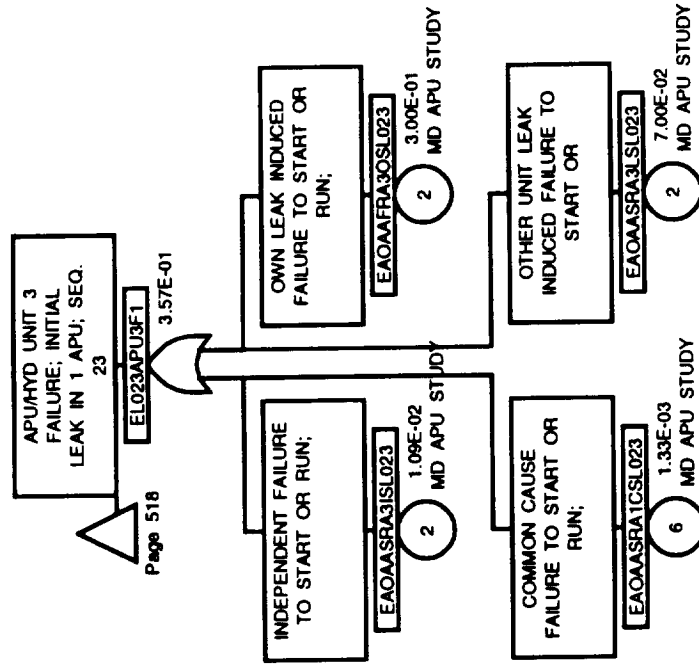 APU/HYD UNIT 3
FAILURE; INITIAL
LEAK IN 1 APU; SEQ.
23
EL023APU3F1
3.57E-01
Page 518
INDEPENDENT FAILURE
TO START OR RUN;
EAOAASRA3ISL023
1.09E-02
2
MD APU STUDY
OWN LEAK INDUCED
FAILURE TO START OR
RUN;
EAOAAFRA3OSL023
3.00E-01
2
MD APU STUDY
COMMON CAUSE
FAILURE TO START OR
RUN;
EAOAASRA1CSL023
1.33E-03
6
MD APU STUDY
OTHER UNIT LEAK
INDUCED FAILURE TO
START OR
EAOAASRA3LSL023
7.00E-02
2
MD APU STUDY